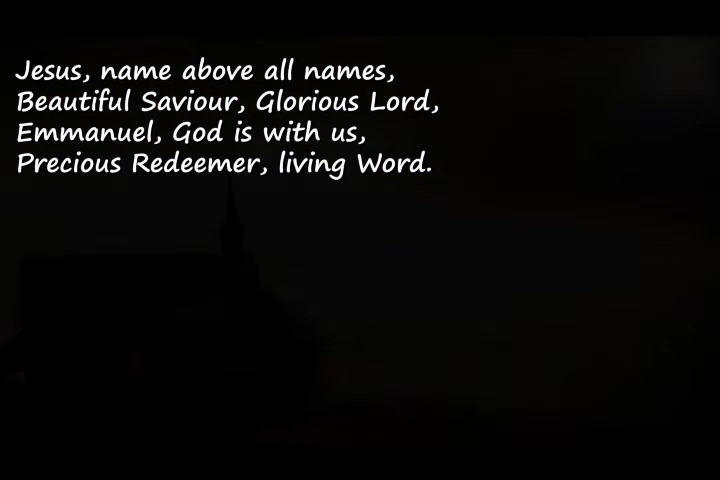 Jesus, name above all names,
Beautiful Saviour, Glorious Lord,
Emmanuel, God is with us,
Precious Redeemer, living Word.